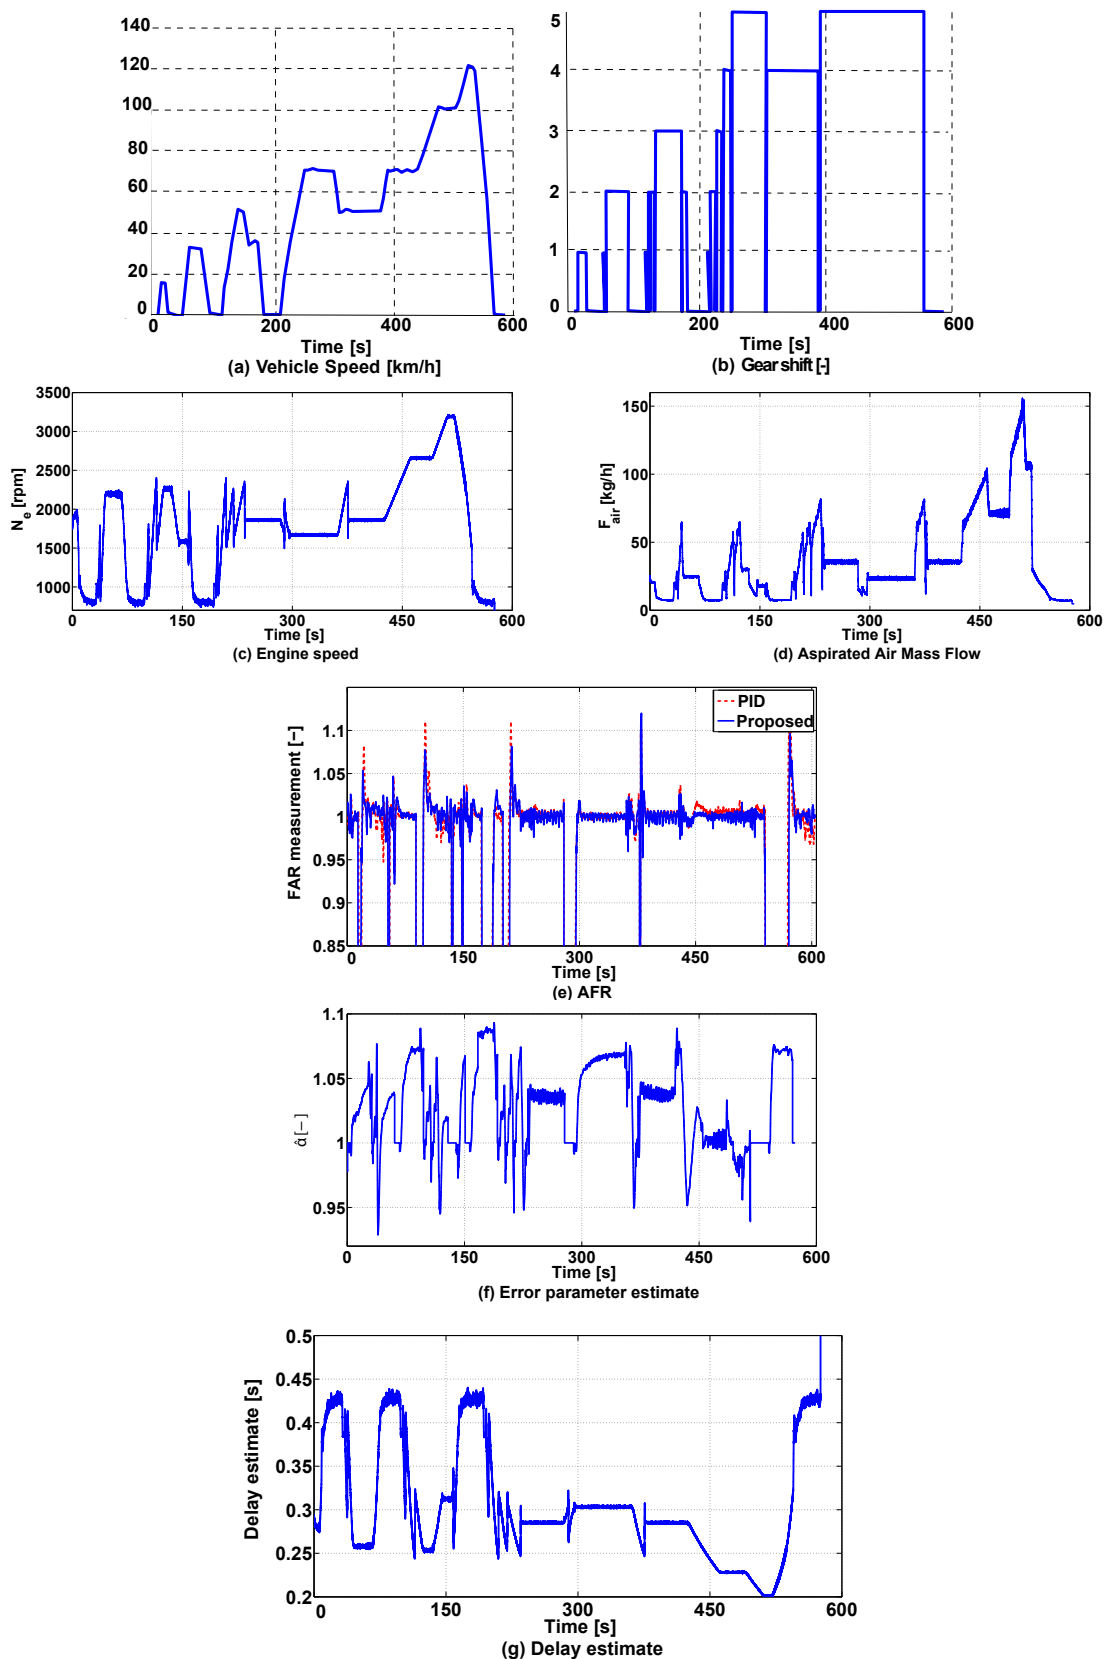 140
120
100
80
60
40
20
0
0 200 400 600
Time [s]
(a) Vehicle Speed [km/h]
5
4
3
2
1
0
0 200 400 600
Time [s]
(b) Gear shift [-]
3500
3000
2500
2000
1500
1000
N_e [rpm]
0 150 300 450 600
Time [s]
(c) Engine speed
150
100
50
0
F_air [kg/h]
0 150 300 450 600
Time [s]
(d) Aspirated Air Mass Flow
PID
Proposed
1.1
1.05
1
0.95
0.9
0.85
FAR measurement [−]
0 150 300 450 600
Time [s]
(e) AFR
1.1
1.05
1
0.95
α̂ [−]
0 150 300 450 600
Time [s]
(f) Error parameter estimate
0.5
0.45
0.4
0.35
0.3
0.25
0.2
Delay estimate [s]
0 150 300 450 600
Time [s]
(g) Delay estimate